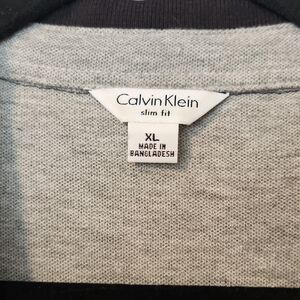 Calvin Klein
slim fit
XL
MADE IN
BANGLADESH